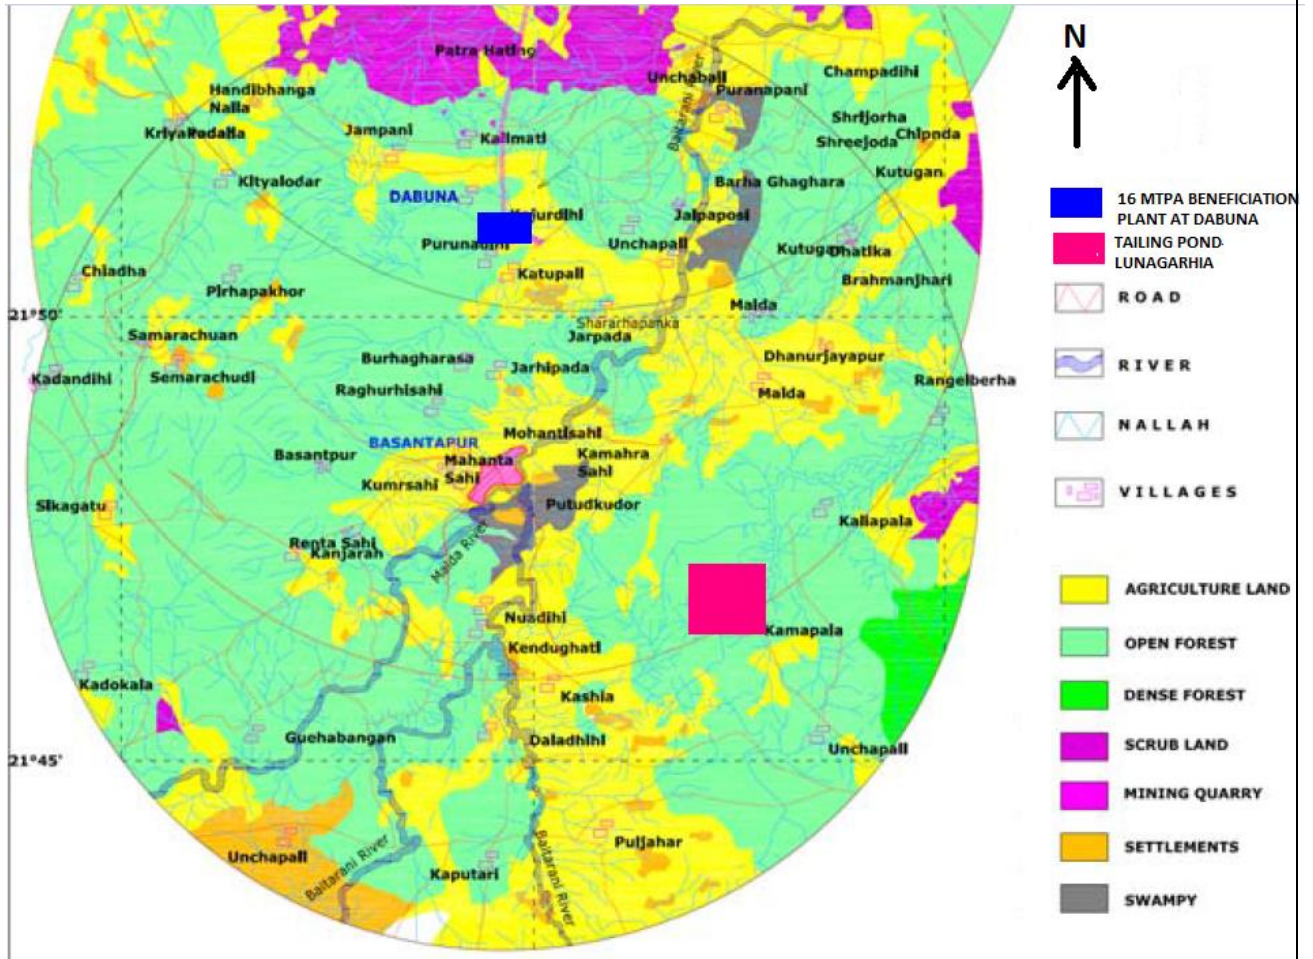 Patra Hating
N
Unchabali
Champadihi
Handibhanga
Nalla
Puranapani
Baitarani River
Shrijorha
Jampani
Kalimati
Chipnda
Shreejoda
Kutugan
Kityalodar
Barha Ghaghara
DABUNA
16 MTPA BENEFICIATION
PLANT AT DABUNA
Jalpaposi
Unchapali
TAILING POND-
LUNAGARHIA
Kutugan
Dhatika
Chiadha
Katupali
Brahmanjhari
Pirhapakhor
ROAD
Malda
21°50'
Shararhapanka
Jarpada
Samarachuan
Burhagharasa
Dhanurjayapur
Jarhipada
RIVER
Kadandihi
Semarachudi
Raghurhisahi
Malda
Rangelberha
NALLAH
Mohantisahi
BASANTAPUR
Basantpur
Mahanta
Sahi
Kamahra
Sahi
Kumrsahi
VILLAGES
Sikagatu
Putudkudor
Kaliapala
Renta Sahi
Kanjarah
Malda River
AGRICULTURE LAND
Nuadihi
Kamapala
OPEN FOREST
Kendughati
Kadokala
Kashia
DENSE FOREST
Guehabangan
Daladhihi
Unchapali
SCRUB LAND
21°45'
MINING QUARRY
Unchapali
Baitarani River
Baitarani River
Puljahar
SETTLEMENTS
Kaputari
SWAMPY